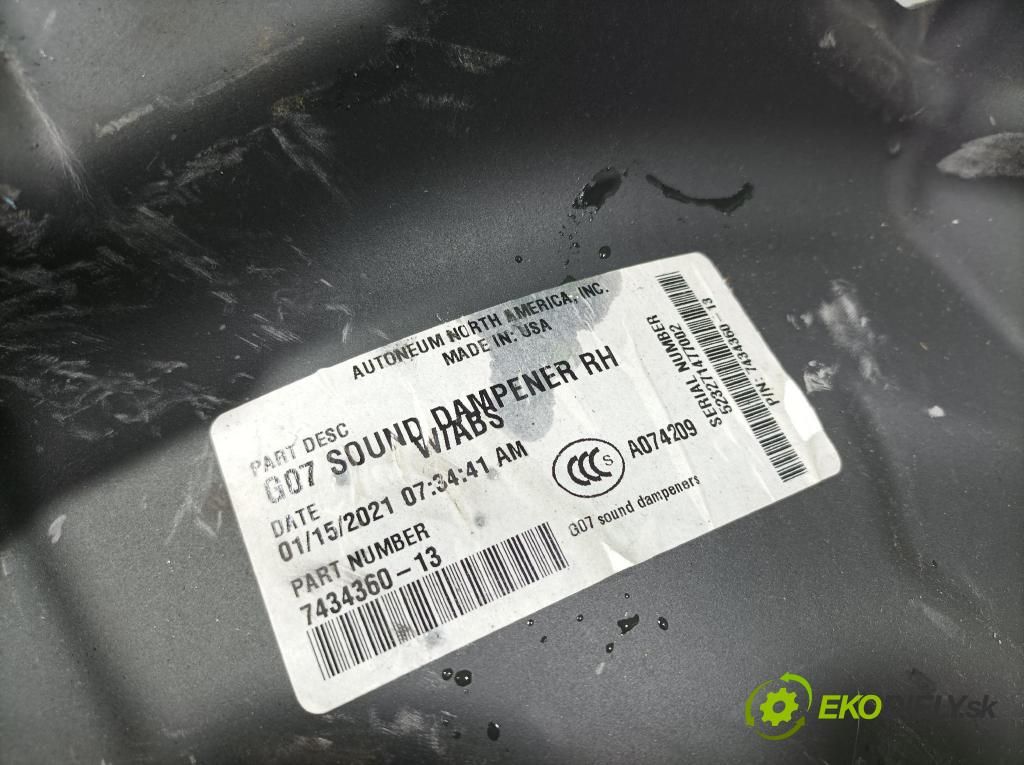 AUTONEUM NORTH AMERICA, INC.
MADE IN: USA
PART DESC
G07 SOUND DAMPENER RH
W/ABS
DATE
01/15/2021 07:34:41 AM
PART NUMBER
7434360-13
CCC S
A074209
G07 sound dampeners
SERIAL NUMBER
523271477082
P/N: 7434360-13
EKODIELY.sk